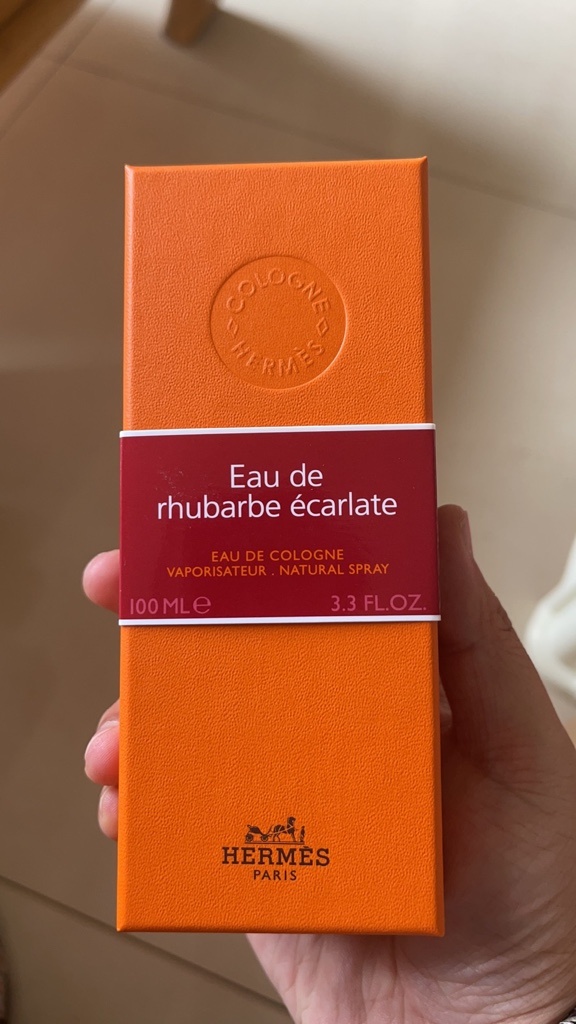 COLOGNE
HERMÈS
Eau de
rhubarbe écarlate
EAU DE COLOGNE
VAPORISATEUR . NATURAL SPRAY
100 ML ℮ 3.3 FL.OZ.
HERMÈS
PARIS